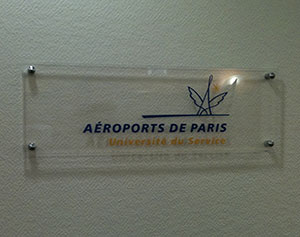 AÉROPORTS DE PARIS
Université du Service